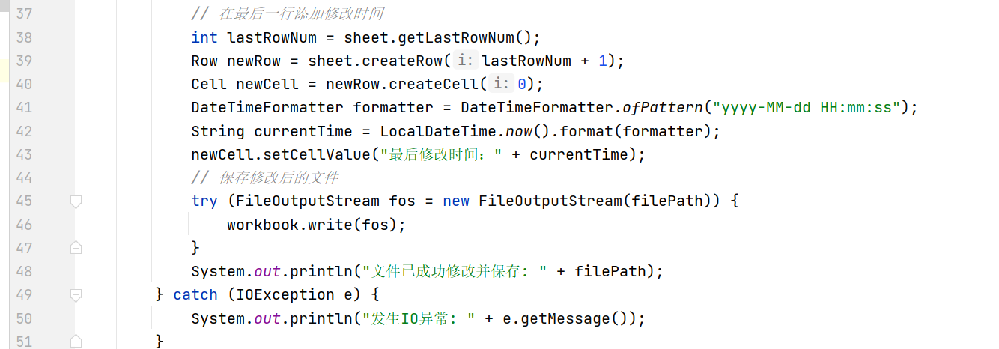 37 // 在最后一行添加修改时间
38 int lastRowNum = sheet.getLastRowNum();
39 Row newRow = sheet.createRow( i: lastRowNum + 1);
40 Cell newCell = newRow.createCell( i: 0);
41 DateTimeFormatter formatter = DateTimeFormatter.ofPattern("yyyy-MM-dd HH:mm:ss");
42 String currentTime = LocalDateTime.now().format(formatter);
43 newCell.setCellValue("最后修改时间：" + currentTime);
44 // 保存修改后的文件
45 try (FileOutputStream fos = new FileOutputStream(filePath)) {
46 workbook.write(fos);
47 }
48 System.out.println("文件已成功修改并保存: " + filePath);
49 } catch (IOException e) {
50 System.out.println("发生IO异常: " + e.getMessage());
51 }